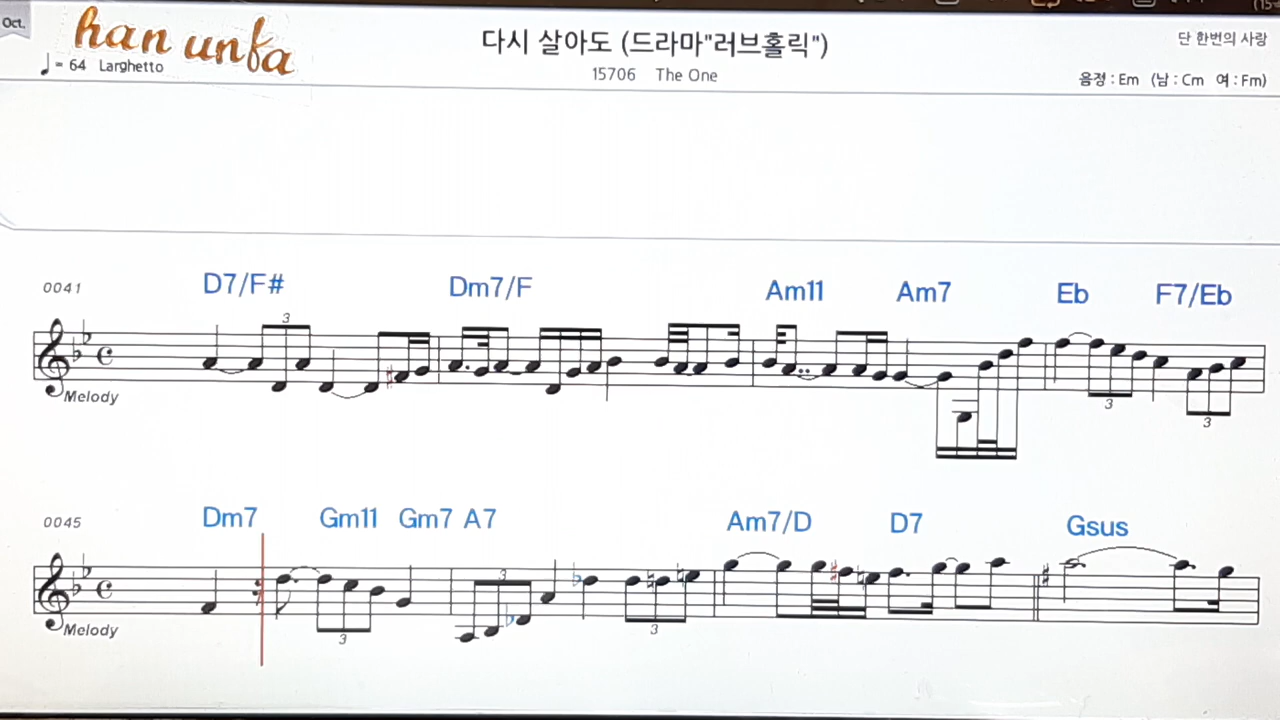 Oct.
han unfa
다시 살아도 (드라마"러브홀릭")
단 한번의 사랑
♩= 64 Larghetto
15706 The One
음정 : Em (남 : Cm 여 : Fm)
0041 D7/F# Dm7/F Am11 Am7 Eb F7/Eb
3
3
3
Melody
0045 Dm7 Gm11 Gm7 A7 Am7/D D7 Gsus
3
3
3
Melody